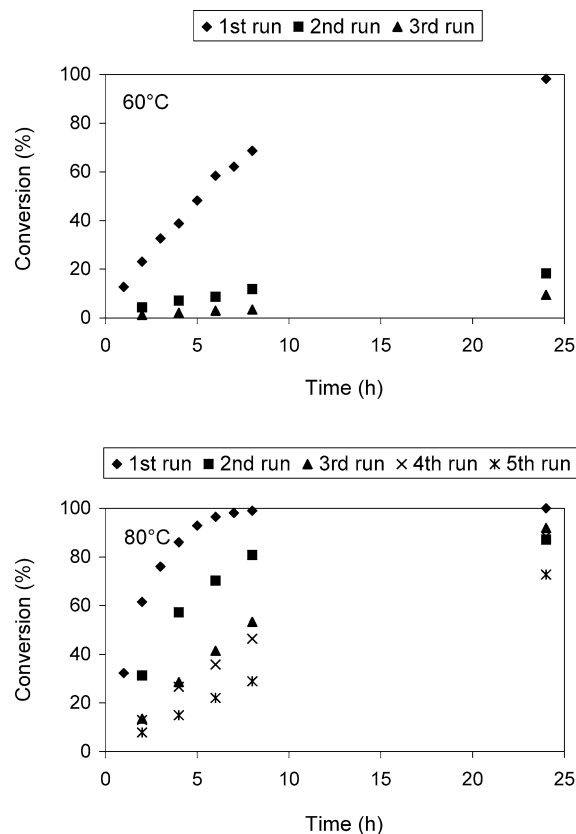 1st run 2nd run 3rd run
100
60°C
80
60
40
20
0
Conversion (%)
0 5 10 15 20 25
Time (h)
1st run 2nd run 3rd run 4th run 5th run
100
80°C
80
60
40
20
0
Conversion (%)
0 5 10 15 20 25
Time (h)